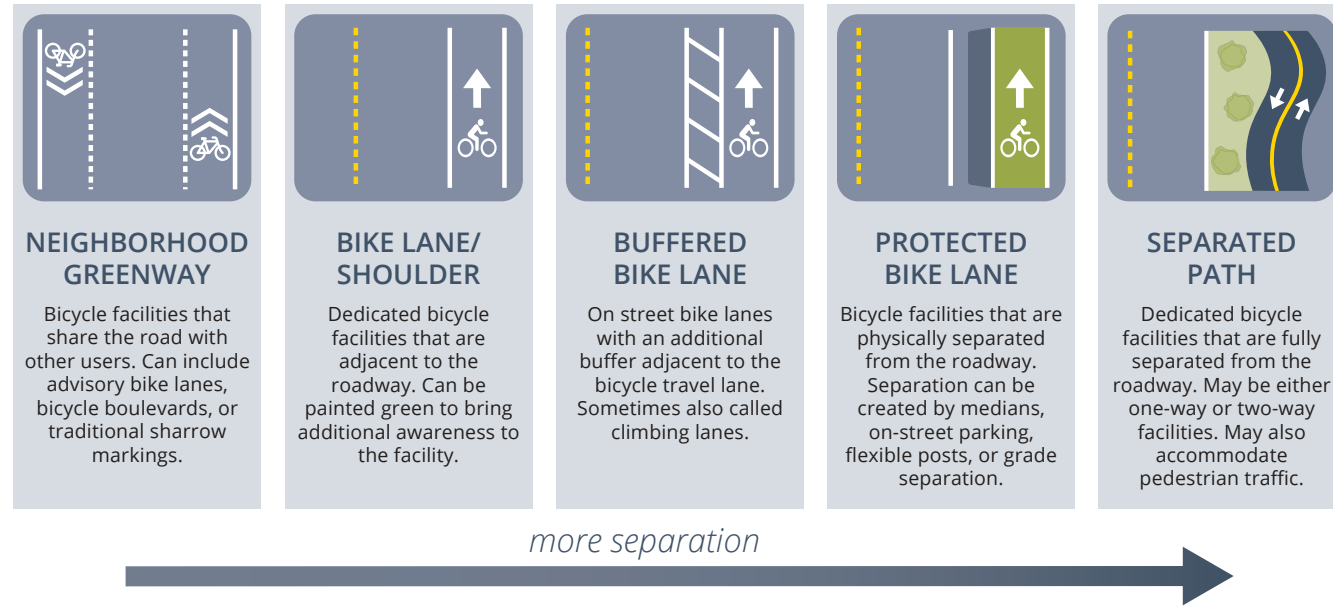 NEIGHBORHOOD
GREENWAY
Bicycle facilities that
share the road with
other users. Can include
advisory bike lanes,
bicycle boulevards, or
traditional sharrow
markings.
BIKE LANE/
SHOULDER
Dedicated bicycle
facilities that are
adjacent to the
roadway. Can be
painted green to bring
additional awareness to
the facility.
BUFFERED
BIKE LANE
On street bike lanes
with an additional
buffer adjacent to the
bicycle travel lane.
Sometimes also called
climbing lanes.
PROTECTED
BIKE LANE
Bicycle facilities that are
physically separated
from the roadway.
Separation can be
created by medians,
on-street parking,
flexible posts, or grade
separation.
SEPARATED
PATH
Dedicated bicycle
facilities that are fully
separated from the
roadway. May be either
one-way or two-way
facilities. May also
accommodate
pedestrian traffic.
more separation